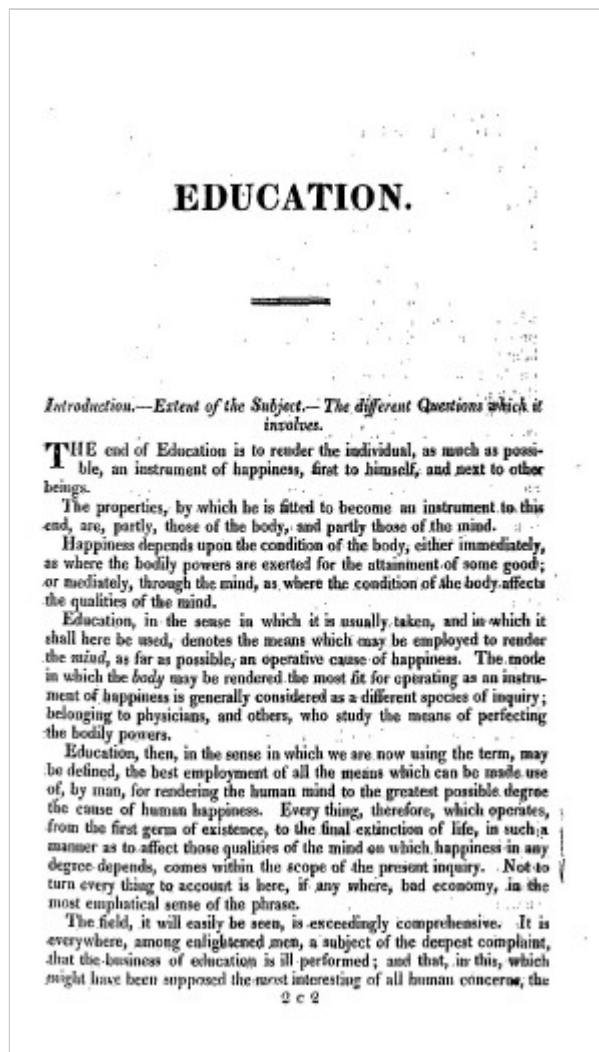 EDUCATION.
Introduction.—Extent of the Subject.—The different Questions which it
involves.
THE end of Education is to render the individual, as much as possi-
ble, an instrument of happiness, first to himself, and next to other
beings.
The properties, by which he is fitted to become an instrument to this
end, are, partly, those of the body, and partly those of the mind.
Happiness depends upon the condition of the body, either immediately,
as where the bodily powers are exerted for the attainment of some good;
or mediately, through the mind, as where the condition of the body affects
the qualities of the mind.
Education, in the sense in which it is usually taken, and in which it
shall here be used, denotes the means which may be employed to render
the mind, as far as possible, an operative cause of happiness. The mode
in which the body may be rendered the most fit for operating as an instru-
ment of happiness is generally considered as a different species of inquiry;
belonging to physicians, and others, who study the means of perfecting
the bodily powers.
Education, then, in the sense in which we are now using the term, may
be defined, the best employment of all the means which can be made use
of, by man, for rendering the human mind to the greatest possible degree
the cause of human happiness. Every thing, therefore, which operates,
from the first germ of existence, to the final extinction of life, in such a
manner as to affect those qualities of the mind on which happiness in any
degree depends, comes within the scope of the present inquiry. Not to
turn every thing to account is here, if any where, bad economy, in the
most emphatical sense of the phrase.
The field, it will easily be seen, is exceedingly comprehensive. It is
everywhere, among enlightened men, a subject of the deepest complaint,
that the business of education is ill performed; and that, in this, which
might have been supposed the most interesting of all human concerns, the
2 c 2